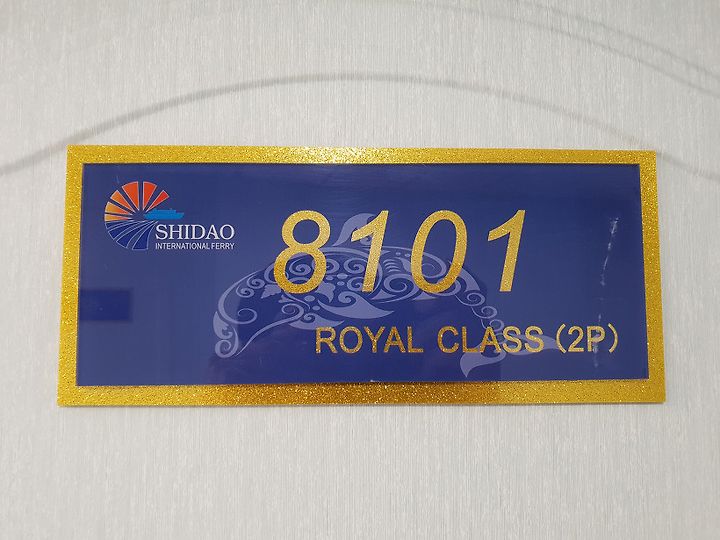 SHIDAO
INTERNATIONAL FERRY
8101
ROYAL CLASS (2P)